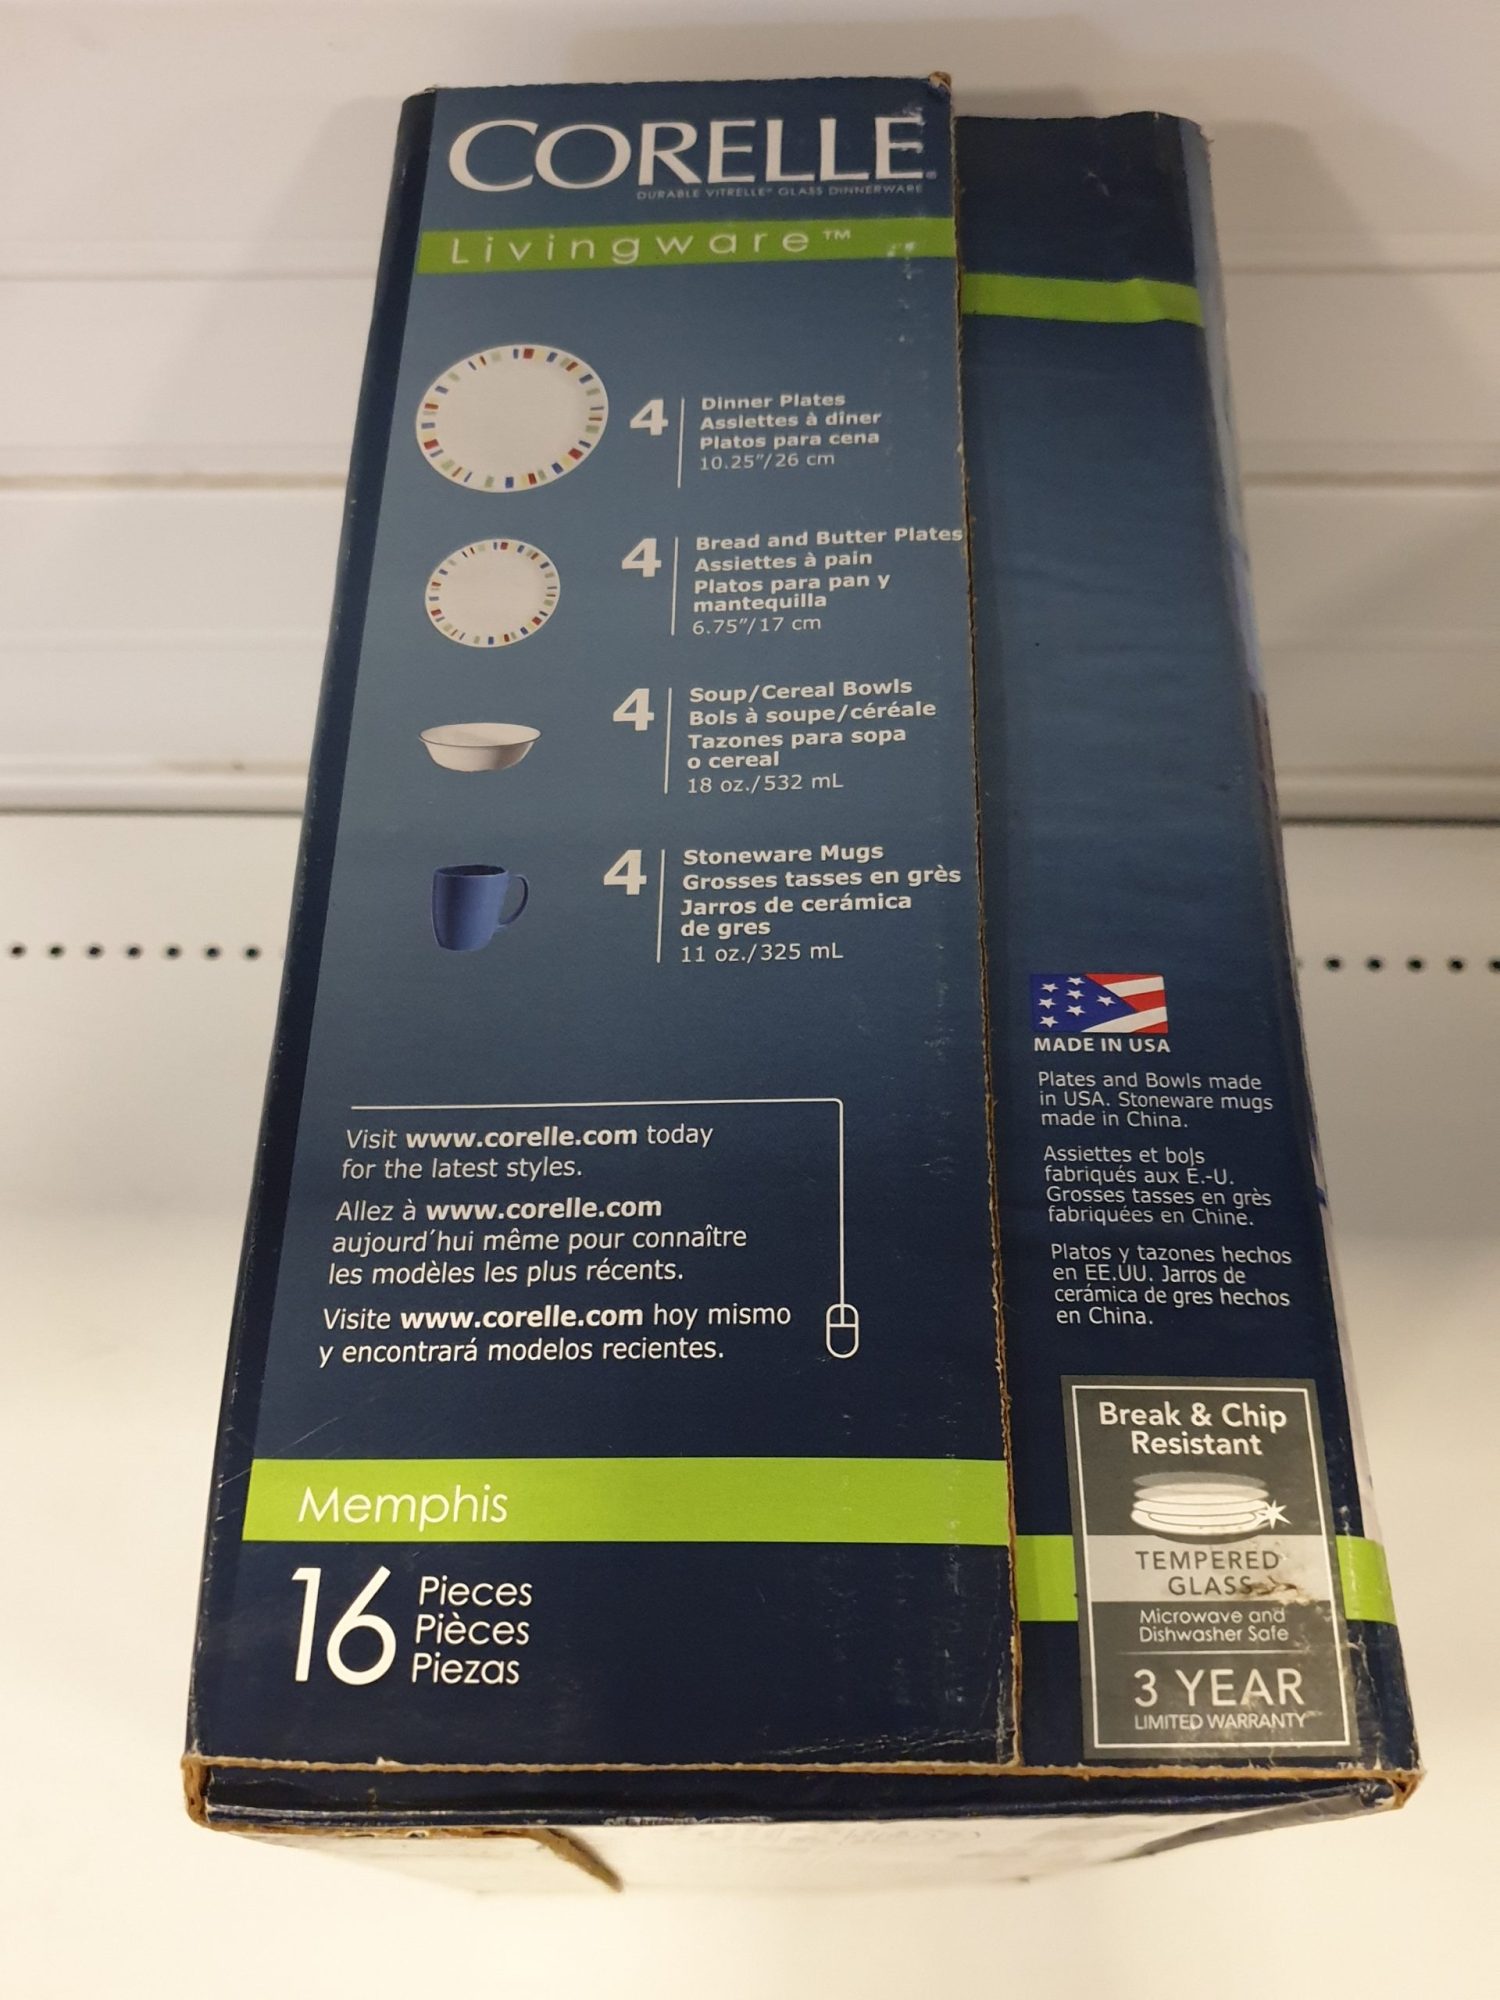 CORELLE®
DURABLE VITRELLE® GLASS DINNERWARE
Livingware™
4
Dinner Plates
Assiettes à dîner
Platos para cena
10.25"/26 cm
4
Bread and Butter Plates
Assiettes à pain
Platos para pan y
mantequilla
6.75"/17 cm
4
Soup/Cereal Bowls
Bols à soupe/céréale
Tazones para sopa
o cereal
18 oz./532 mL
4
Stoneware Mugs
Grosses tasses en grès
Jarros de cerámica
de gres
11 oz./325 mL
Visit www.corelle.com today
for the latest styles.
Allez à www.corelle.com
aujourd'hui même pour connaître
les modèles les plus récents.
Visite www.corelle.com hoy mismo
y encontrará modelos recientes.
Memphis
16
Pieces
Pièces
Piezas
MADE IN USA
Plates and Bowls made
in USA. Stoneware mugs
made in China.
Assiettes et bols
fabriqués aux É.-U.
Grosses tasses en grès
fabriquées en Chine.
Platos y tazones hechos
en EE.UU. Jarros de
cerámica de gres hechos
en China.
Break & Chip
Resistant
TEMPERED
GLASS
Microwave and
Dishwasher Safe
3 YEAR
LIMITED WARRANTY